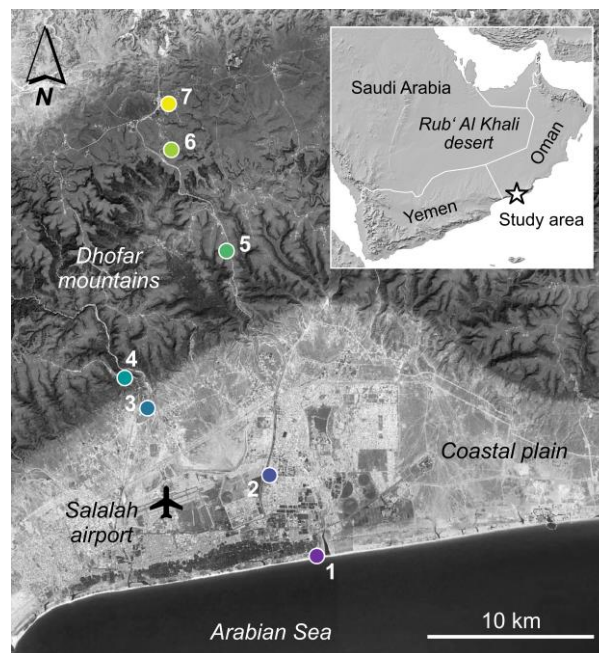 N
7
6
5
Dhofar
mountains
4
3
2
Salalah
airport
Coastal plain
1
10 km
Arabian Sea
Saudi Arabia
Rub' Al Khali
desert
Oman
Yemen
Study area